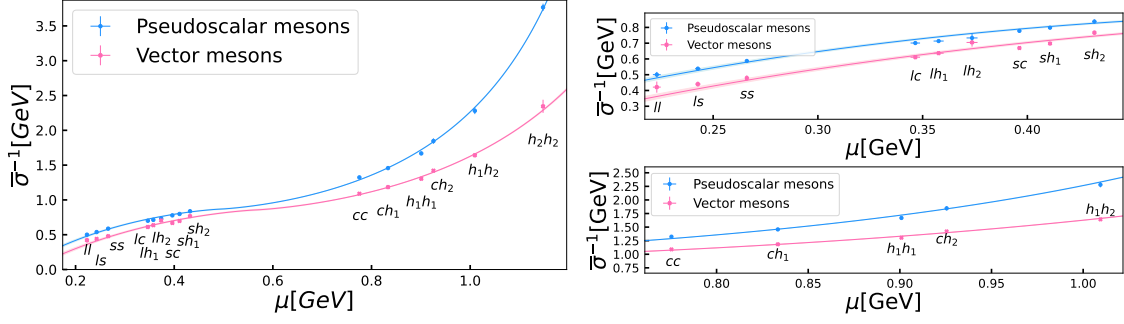 Pseudoscalar mesons
Vector mesons
σ̅⁻¹[GeV]
3.5
3.0
2.5
2.0
1.5
1.0
0.5
0.0
ll
ls
ss
lc
lh₁
lh₂
sc
sh₁
sh₂
cc
ch₁
h₁h₁
ch₂
h₁h₂
h₂h₂
0.2
0.4
0.6
0.8
1.0
μ[GeV]
Pseudoscalar mesons
Vector mesons
σ̅⁻¹[GeV]
0.8
0.7
0.6
0.5
0.4
0.3
ll
ls
ss
lc
lh₁
lh₂
sc
sh₁
sh₂
0.25
0.30
0.35
0.40
μ[GeV]
Pseudoscalar mesons
Vector mesons
σ̅⁻¹[GeV]
2.50
2.25
2.00
1.75
1.50
1.25
1.00
0.75
cc
ch₁
h₁h₁
ch₂
h₁h₂
0.80
0.85
0.90
0.95
1.00
μ[GeV]